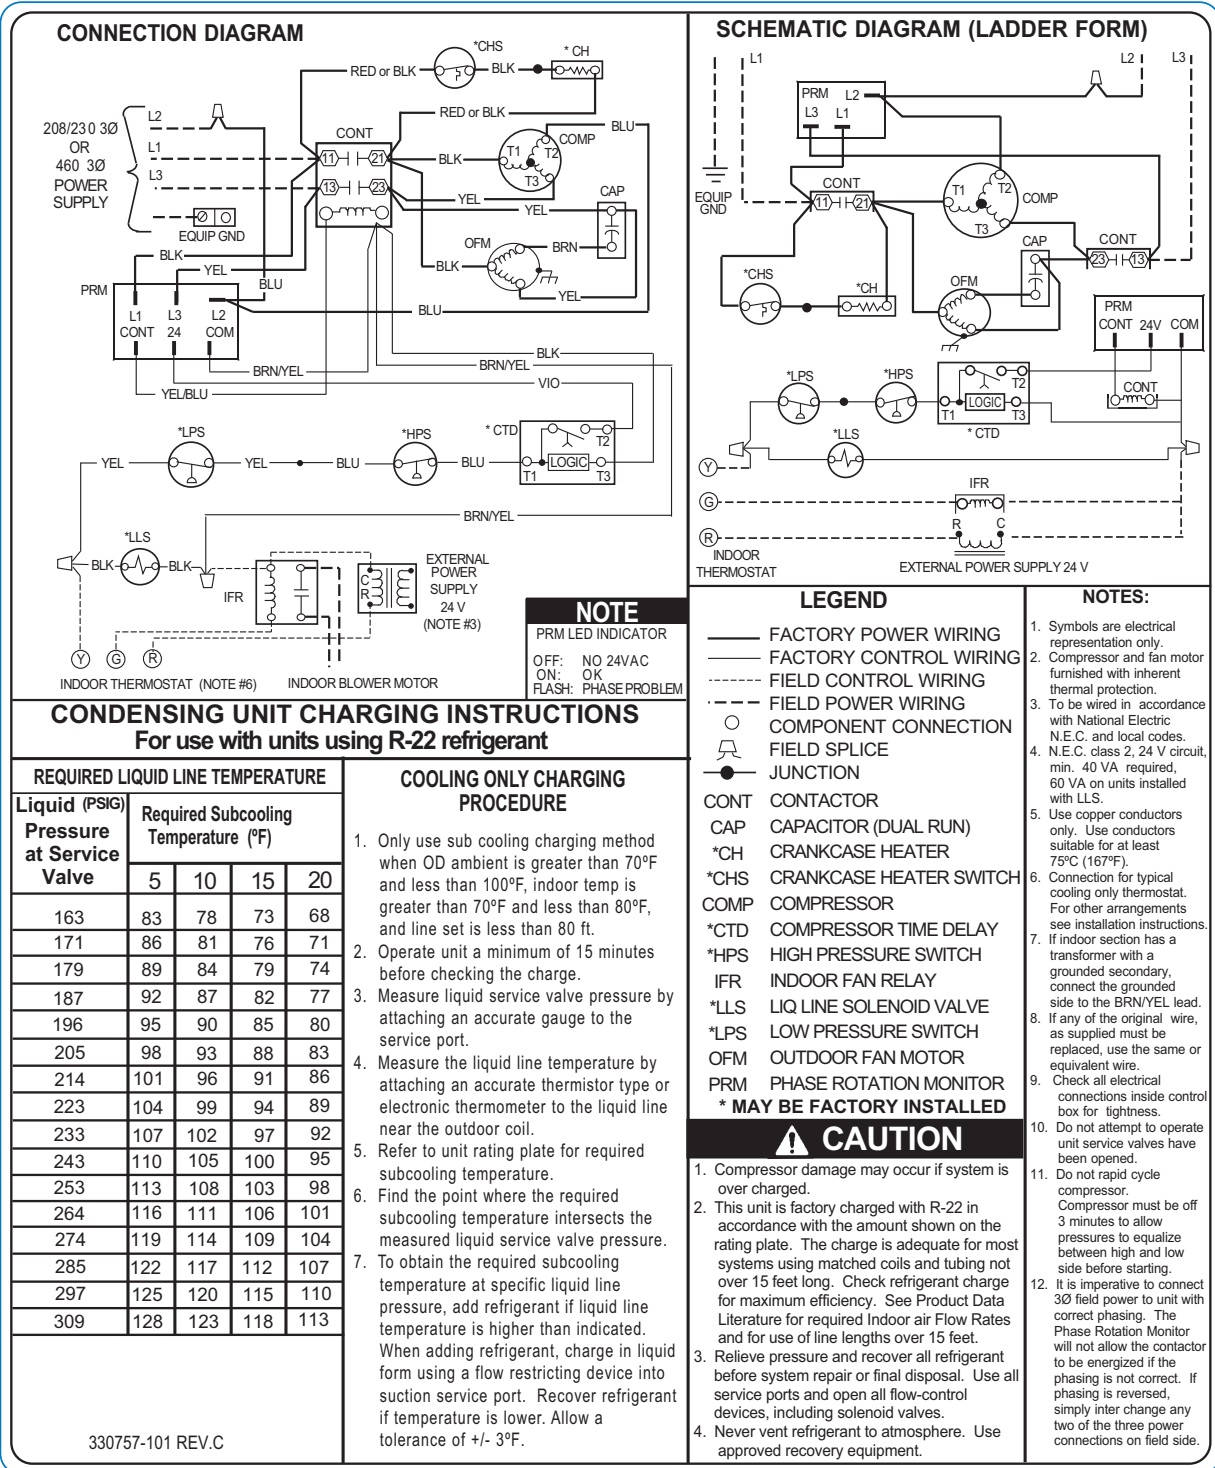 CONNECTION DIAGRAM
*CHS
* CH
RED or BLK
BLK
RED or BLK
208/230 3Ø
OR
460 3Ø
POWER
SUPPLY
L2
L1
L3
CONT
11
21
13
23
BLK
T1
T2
T3
COMP
BLU
YEL
YEL
CAP
EQUIP GND
OFM
BRN
BLK
YEL
BLK
YEL
BLU
BLU
PRM
L1
L3
L2
CONT
24
COM
BRN/YEL
YEL/BLU
BLK
BRN/YEL
VIO
*LPS
*HPS
* CTD
T2
YEL
YEL
BLU
BLU
LOGIC
T1
T3
BRN/YEL
*LLS
BLK
BLK
IFR
C
R
EXTERNAL
POWER
SUPPLY
24 V
(NOTE #3)
Y
G
R
INDOOR THERMOSTAT (NOTE #6)
INDOOR BLOWER MOTOR
NOTE
PRM LED INDICATOR
OFF: NO 24VAC
ON: OK
FLASH: PHASE PROBLEM
SCHEMATIC DIAGRAM (LADDER FORM)
L1
L2
L3
PRM
L2
L3
L1
EQUIP
GND
CONT
11
21
T1
T2
T3
COMP
CAP
CONT
23
13
*CHS
*CH
OFM
PRM
CONT 24V COM
*LPS
*HPS
T2
LOGIC
T1
T3
* CTD
CONT
*LLS
Y
G
R
IFR
R
C
INDOOR
THERMOSTAT
EXTERNAL POWER SUPPLY 24 V
CONDENSING UNIT CHARGING INSTRUCTIONS
For use with units using R-22 refrigerant
REQUIRED LIQUID LINE TEMPERATURE
Liquid (PSIG)
Pressure
at Service
Valve
Required Subcooling
Temperature (ºF)
5 10 15 20
163 83 78 73 68
171 86 81 76 71
179 89 84 79 74
187 92 87 82 77
196 95 90 85 80
205 98 93 88 83
214 101 96 91 86
223 104 99 94 89
233 107 102 97 92
243 110 105 100 95
253 113 108 103 98
264 116 111 106 101
274 119 114 109 104
285 122 117 112 107
297 125 120 115 110
309 128 123 118 113
330757-101 REV.C
COOLING ONLY CHARGING
PROCEDURE
1. Only use sub cooling charging method
when OD ambient is greater than 70ºF
and less than 100ºF, indoor temp is
greater than 70ºF and less than 80ºF,
and line set is less than 80 ft.
2. Operate unit a minimum of 15 minutes
before checking the charge.
3. Measure liquid service valve pressure by
attaching an accurate gauge to the
service port.
4. Measure the liquid line temperature by
attaching an accurate thermistor type or
electronic thermometer to the liquid line
near the outdoor coil.
5. Refer to unit rating plate for required
subcooling temperature.
6. Find the point where the required
subcooling temperature intersects the
measured liquid service valve pressure.
7. To obtain the required subcooling
temperature at specific liquid line
pressure, add refrigerant if liquid line
temperature is higher than indicated.
When adding refrigerant, charge in liquid
form using a flow restricting device into
suction service port. Recover refrigerant
if temperature is lower. Allow a
tolerance of +/- 3ºF.
LEGEND
FACTORY POWER WIRING
FACTORY CONTROL WIRING
FIELD CONTROL WIRING
FIELD POWER WIRING
COMPONENT CONNECTION
FIELD SPLICE
JUNCTION
CONT CONTACTOR
CAP CAPACITOR (DUAL RUN)
*CH CRANKCASE HEATER
*CHS CRANKCASE HEATER SWITCH
COMP COMPRESSOR
*CTD COMPRESSOR TIME DELAY
*HPS HIGH PRESSURE SWITCH
IFR INDOOR FAN RELAY
*LLS LIQ LINE SOLENOID VALVE
*LPS LOW PRESSURE SWITCH
OFM OUTDOOR FAN MOTOR
PRM PHASE ROTATION MONITOR
* MAY BE FACTORY INSTALLED
CAUTION
1. Compressor damage may occur if system is
over charged.
2. This unit is factory charged with R-22 in
accordance with the amount shown on the
rating plate. The charge is adequate for most
systems using matched coils and tubing not
over 15 feet long. Check refrigerant charge
for maximum efficiency. See Product Data
Literature for required Indoor air Flow Rates
and for use of line lengths over 15 feet.
3. Relieve pressure and recover all refrigerant
before system repair or final disposal. Use all
service ports and open all flow-control
devices, including solenoid valves.
4. Never vent refrigerant to atmosphere. Use
approved recovery equipment.
NOTES:
1. Symbols are electrical
representation only.
2. Compressor and fan motor
furnished with inherent
thermal protection.
3. To be wired in accordance
with National Electric
N.E.C. and local codes.
4. N.E.C. class 2, 24 V circuit,
min. 40 VA required,
60 VA on units installed
with LLS.
5. Use copper conductors
only. Use conductors
suitable for at least
75ºC (167ºF).
6. Connection for typical
cooling only thermostat.
For other arrangements
see installation instructions.
7. If indoor section has a
transformer with a
grounded secondary,
connect the grounded
side to the BRN/YEL lead.
8. If any of the original wire,
as supplied must be
replaced, use the same or
equivalent wire.
9. Check all electrical
connections inside control
box for tightness.
10. Do not attempt to operate
unit service valves have
been opened.
11. Do not rapid cycle
compressor.
Compressor must be off
3 minutes to allow
pressures to equalize
between high and low
side before starting.
12. It is imperative to connect
3Ø field power to unit with
correct phasing. The
Phase Rotation Monitor
will not allow the contactor
to be energized if the
phasing is not correct. If
phasing is reversed,
simply inter change any
two of the three power
connections on field side.